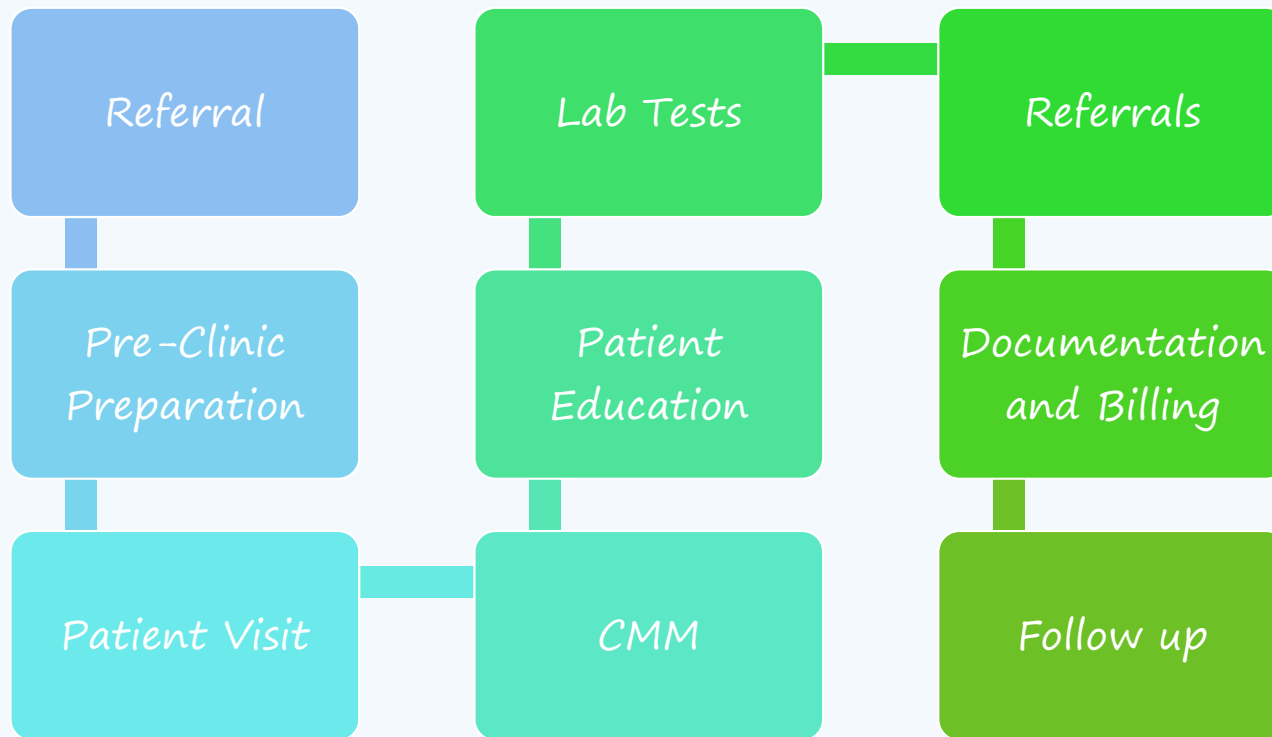 Referral
Pre-Clinic
Preparation
Patient Visit
CMM
Patient
Education
Lab Tests
Referrals
Documentation
and Billing
Follow up